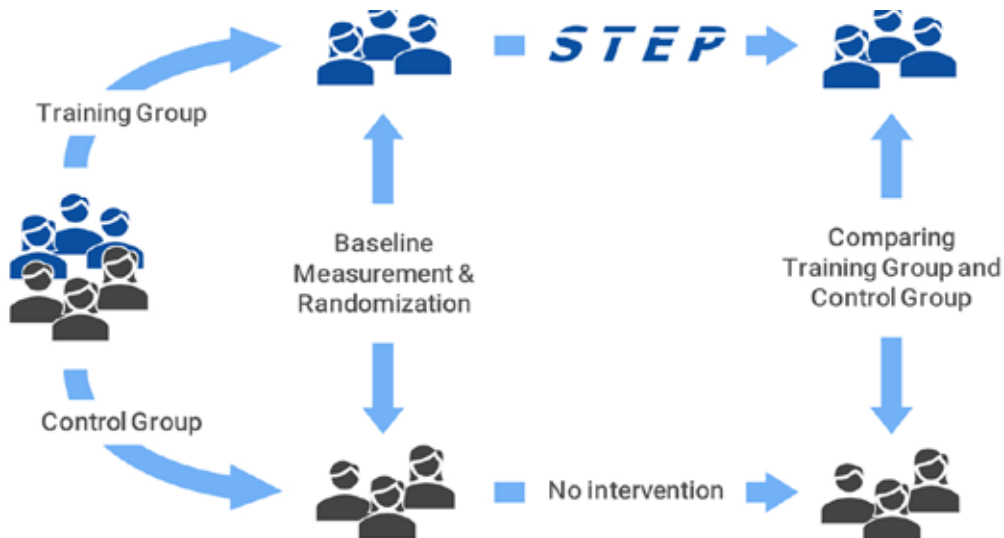 STEP
Training Group
Baseline
Measurement &
Randomization
Comparing
Training Group and
Control Group
Control Group
No intervention